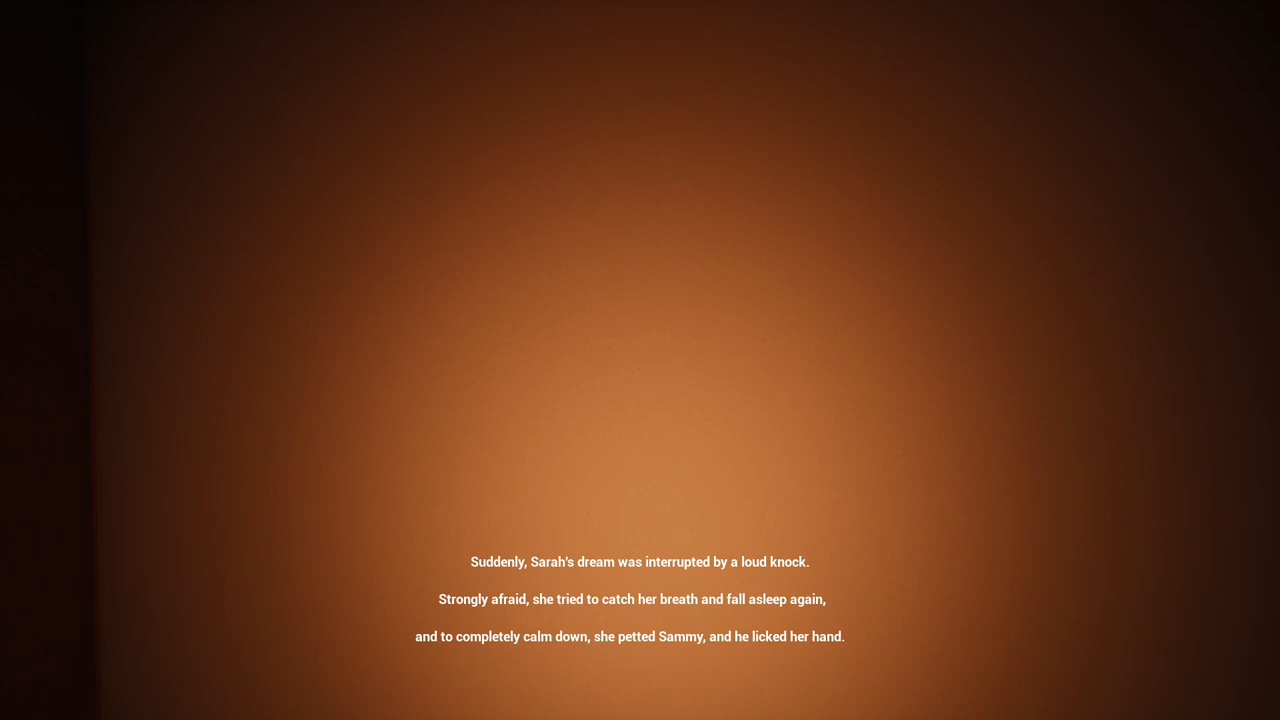 Suddenly, Sarah's dream was interrupted by a loud knock.
Strongly afraid, she tried to catch her breath and fall asleep again,
and to completely calm down, she petted Sammy, and he licked her hand.